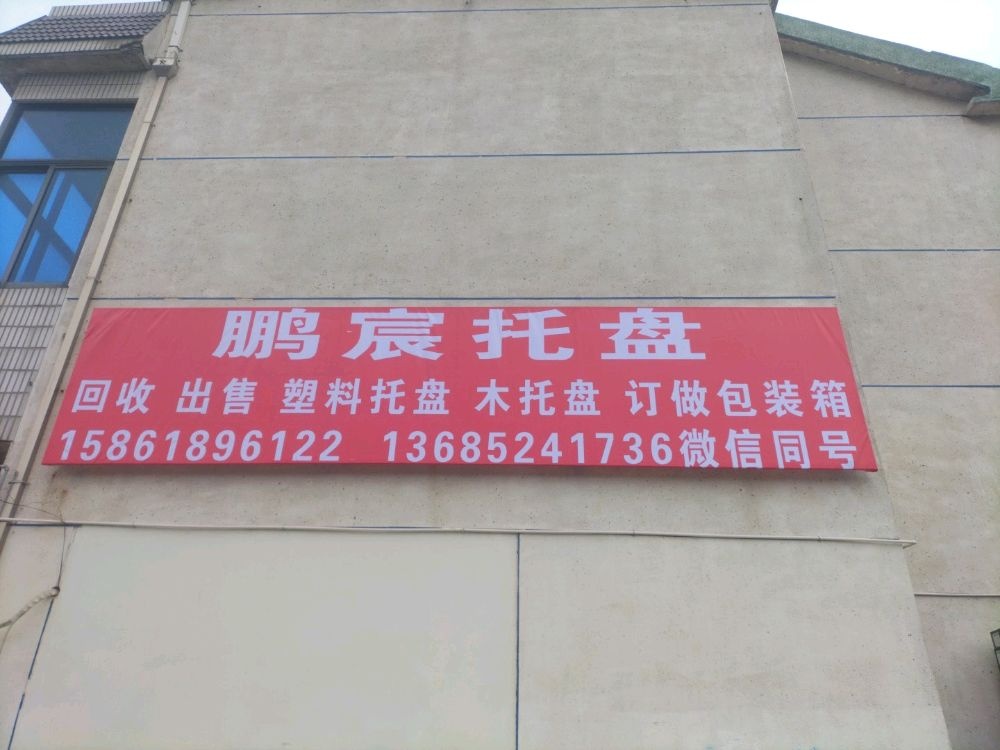 鹏宸托盘
回收 出售 塑料托盘 木托盘 订做包装箱
15861896122 13685241736微信同号